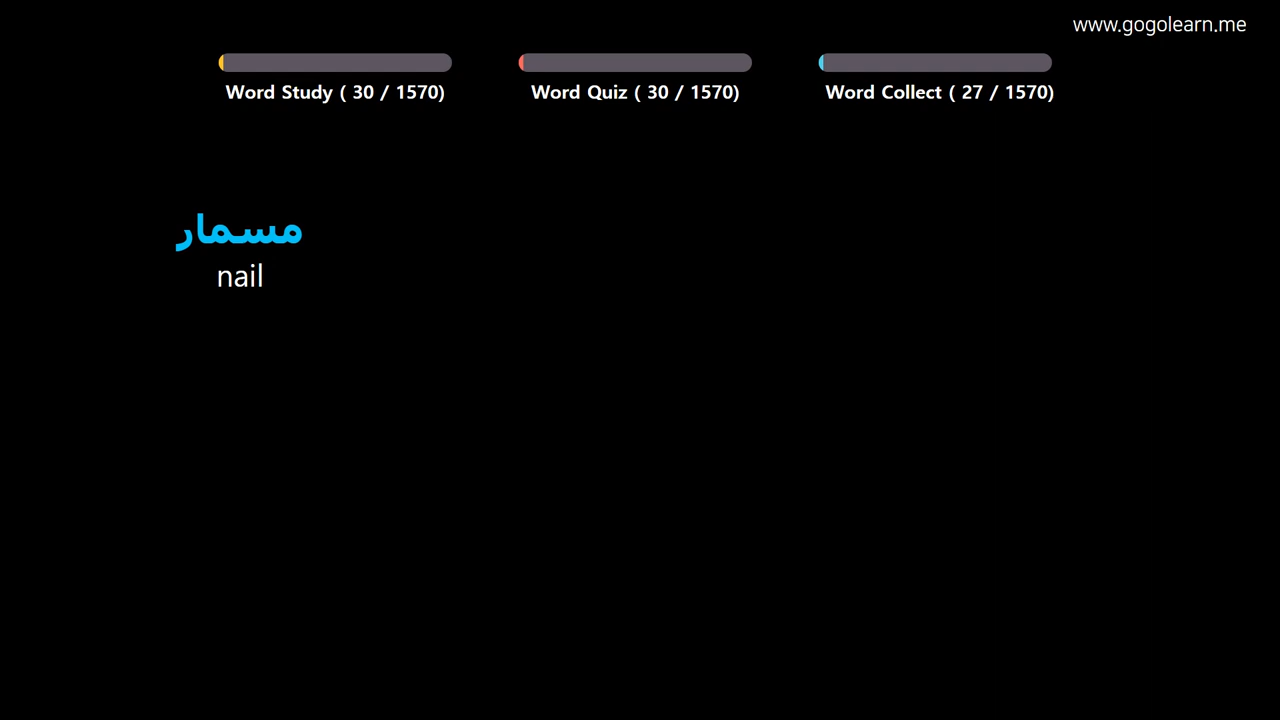 www.gogolearn.me
Word Study ( 30 / 1570)
Word Quiz ( 30 / 1570)
Word Collect ( 27 / 1570)
مسمار
nail